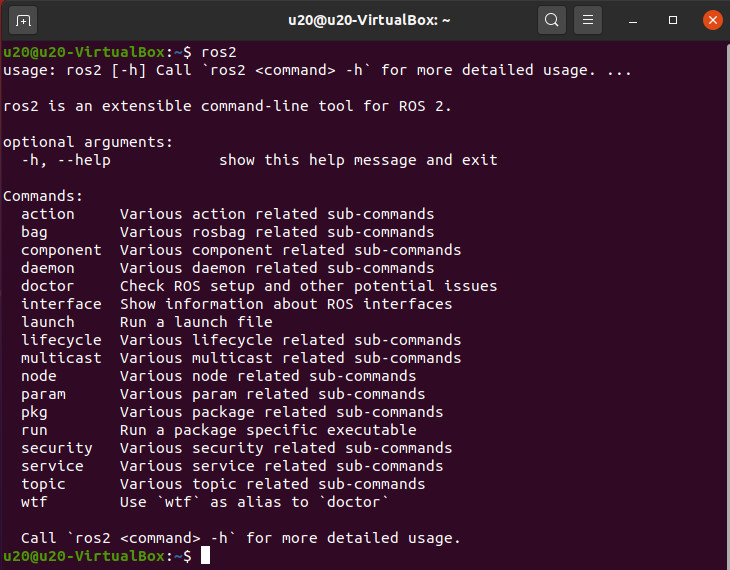 u20@u20-VirtualBox: ~
u20@u20-VirtualBox:~$ ros2
usage: ros2 [-h] Call `ros2 <command> -h` for more detailed usage. ...

ros2 is an extensible command-line tool for ROS 2.

optional arguments:
  -h, --help            show this help message and exit

Commands:
  action     Various action related sub-commands
  bag        Various rosbag related sub-commands
  component  Various component related sub-commands
  daemon     Various daemon related sub-commands
  doctor     Check ROS setup and other potential issues
  interface  Show information about ROS interfaces
  launch     Run a launch file
  lifecycle  Various lifecycle related sub-commands
  multicast  Various multicast related sub-commands
  node       Various node related sub-commands
  param      Various param related sub-commands
  pkg        Various package related sub-commands
  run        Run a package specific executable
  security   Various security related sub-commands
  service    Various service related sub-commands
  topic      Various topic related sub-commands
  wtf        Use `wtf` as alias to `doctor`

  Call `ros2 <command> -h` for more detailed usage.
u20@u20-VirtualBox:~$